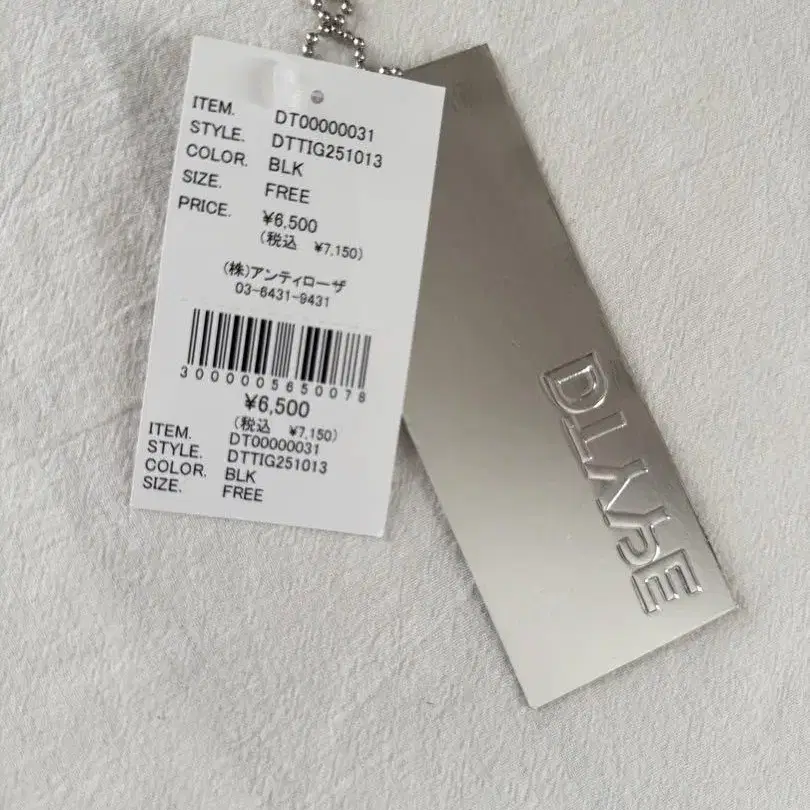 ITEM. DT00000031
STYLE. DTTIG251013
COLOR. BLK
SIZE. FREE
PRICE. ¥6,500
(税込 ¥7,150)
(株)アンティローザ
03-6431-9431
3000005650078
¥6,500
(税込 ¥7,150)
ITEM. DT00000031
STYLE. DTTIG251013
COLOR. BLK
SIZE. FREE